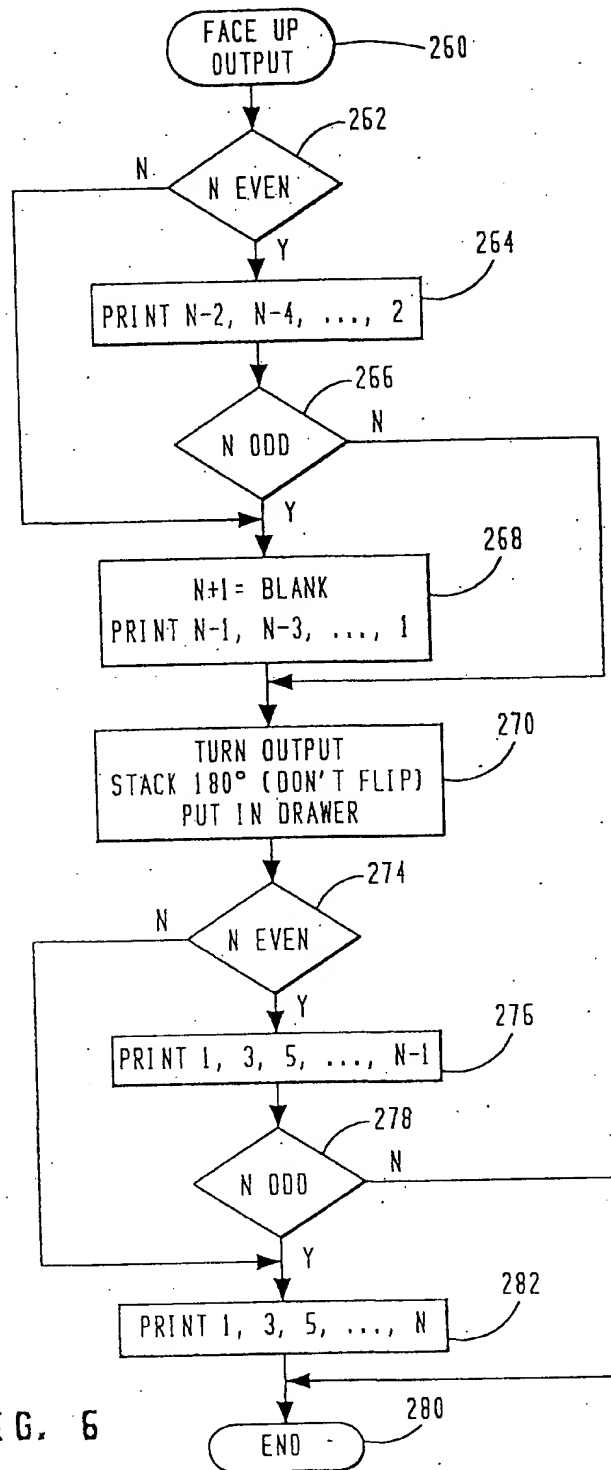 FACE UP
OUTPUT
260
262
N
N EVEN
Y
264
PRINT N-2, N-4, ..., 2
266
N
N ODD
Y
268
N+1 = BLANK
PRINT N-1, N-3, ..., 1
270
TURN OUTPUT
STACK 180° (DON'T FLIP)
PUT IN DRAWER
274
N
N EVEN
Y
276
PRINT 1, 3, 5, ..., N-1
278
N
N ODD
Y
282
PRINT 1, 3, 5, ..., N
280
END
G. 6